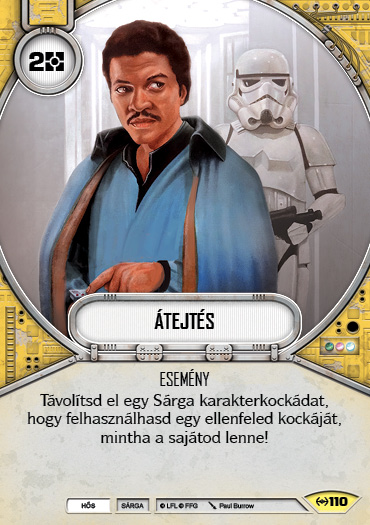 2
ÁTEJTÉS
ESEMÉNY
Távolítsd el egy Sárga karakterkockádat,
hogy felhasználhasd egy ellenfeled kockáját,
mintha a sajátod lenne!
HŐS SÁRGA © LFL © FFG Paul Burrow 110